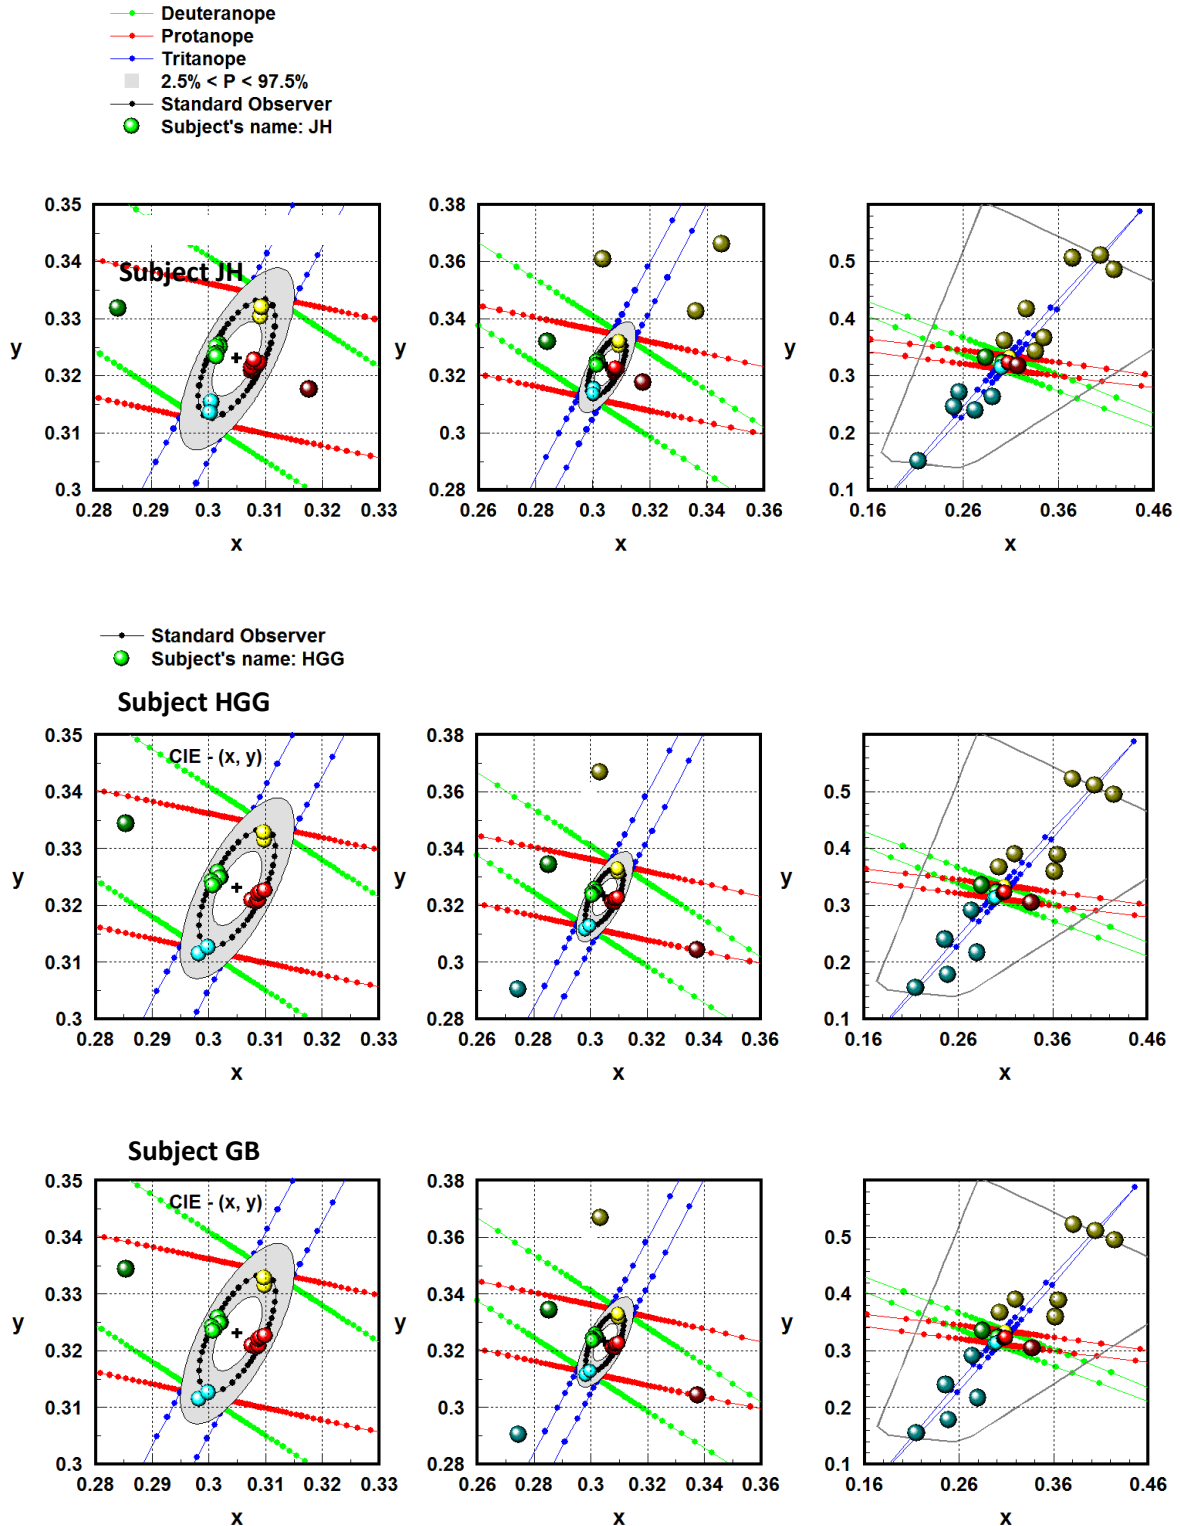 Deuteranope
Protanope
Tritanope
2.5% < P < 97.5%
Standard Observer
Subject's name: JH
Subject JH
0.35
0.34
0.33
0.32
0.31
0.3
y
0.28 0.29 0.3 0.31 0.32 0.33
x
0.38
0.36
0.34
0.32
0.3
0.28
y
0.26 0.28 0.3 0.32 0.34 0.36
x
0.5
0.4
0.3
0.2
0.1
y
0.16 0.26 0.36 0.46
x
Standard Observer
Subject's name: HGG
Subject HGG
CIE - (x, y)
0.35
0.34
0.33
0.32
0.31
0.3
y
0.28 0.29 0.3 0.31 0.32 0.33
x
0.38
0.36
0.34
0.32
0.3
0.28
y
0.26 0.28 0.3 0.32 0.34 0.36
x
0.5
0.4
0.3
0.2
0.1
y
0.16 0.26 0.36 0.46
x
Subject GB
CIE - (x, y)
0.35
0.34
0.33
0.32
0.31
0.3
y
0.28 0.29 0.3 0.31 0.32 0.33
x
0.38
0.36
0.34
0.32
0.3
0.28
y
0.26 0.28 0.3 0.32 0.34 0.36
x
0.5
0.4
0.3
0.2
0.1
y
0.16 0.26 0.36 0.46
x